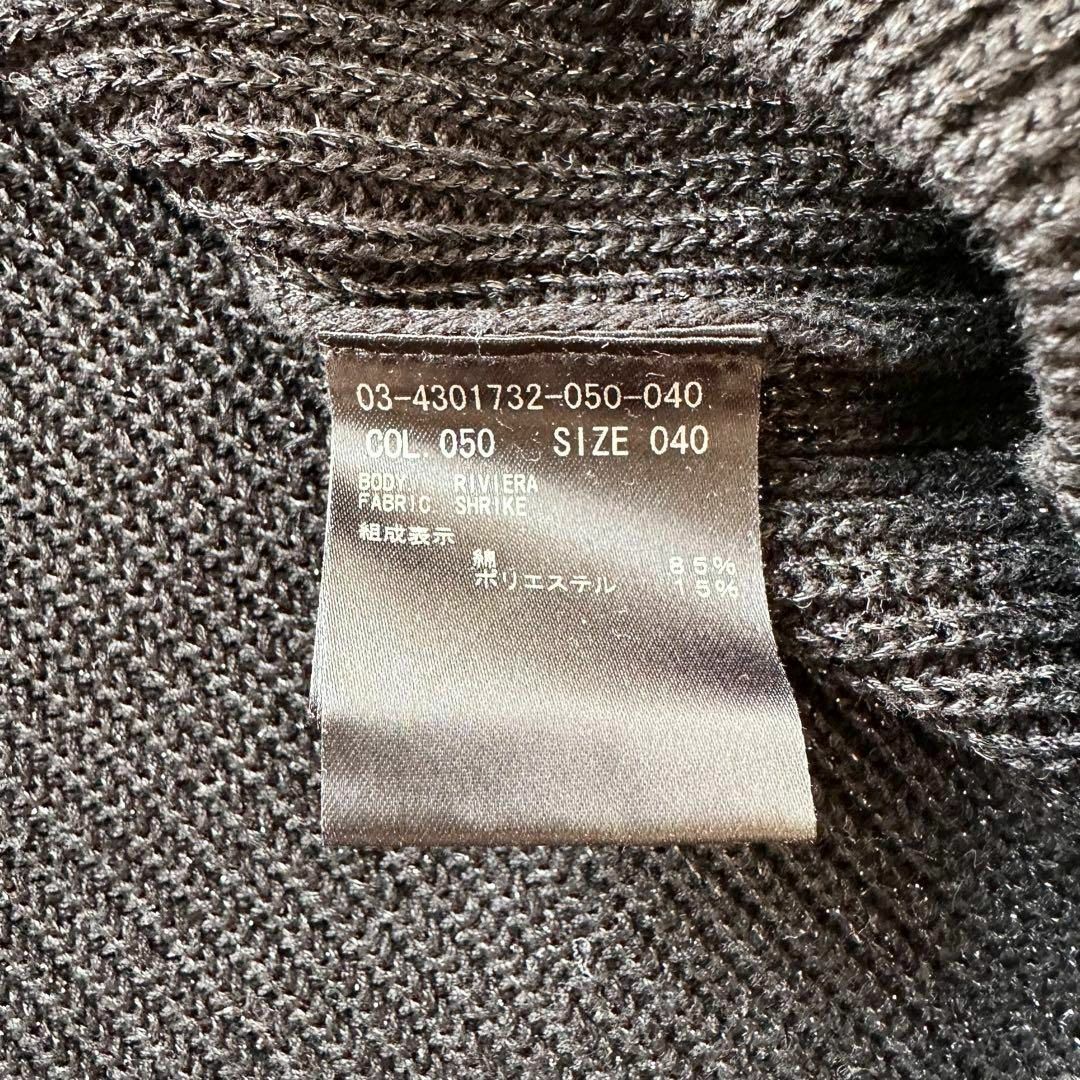 03-4301732-050-040
COL.050 SIZE 040
BODY RIVIERA
FABRIC SHRIKE
組成表示
綿 85%
ポリエステル 15%